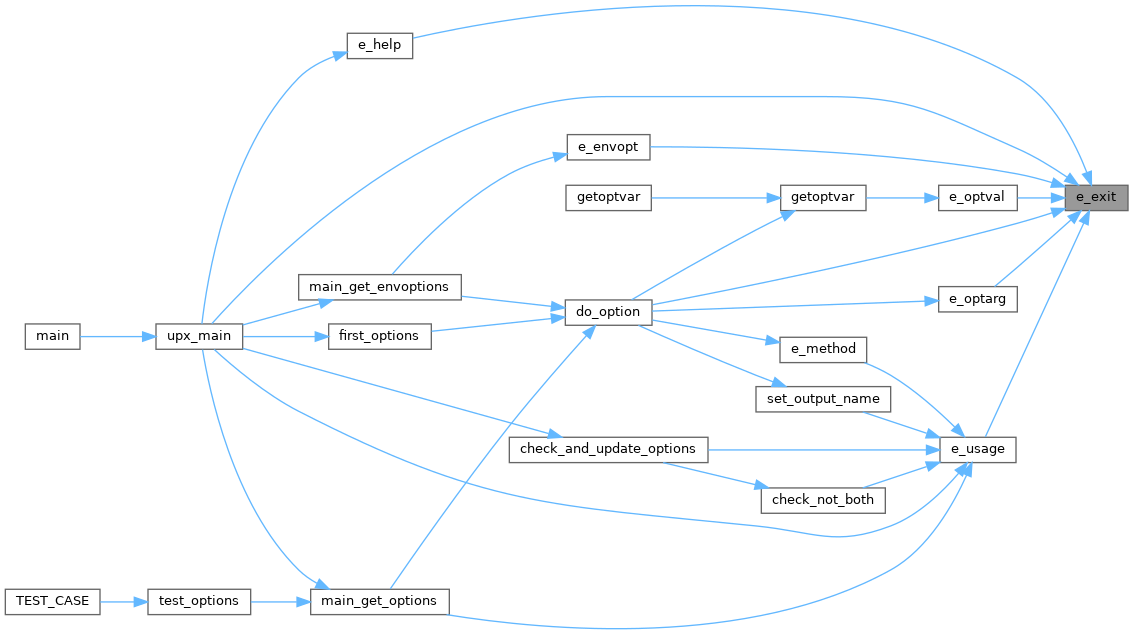 e_help
e_envopt
getoptvar
getoptvar
e_optval
e_exit
main_get_envoptions
e_optarg
do_option
main
upx_main
first_options
e_method
set_output_name
check_and_update_options
e_usage
check_not_both
TEST_CASE
test_options
main_get_options